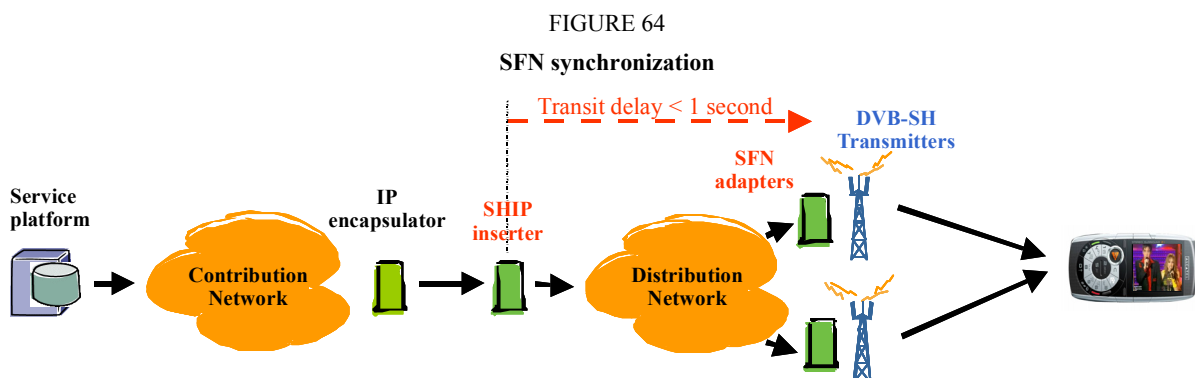 FIGURE 64
SFN synchronization
Transit delay < 1 second
DVB-SH
Transmitters
SFN
adapters
Service
platform
IP
encapsulator
SHIP
inserter
Contribution
Network
Distribution
Network